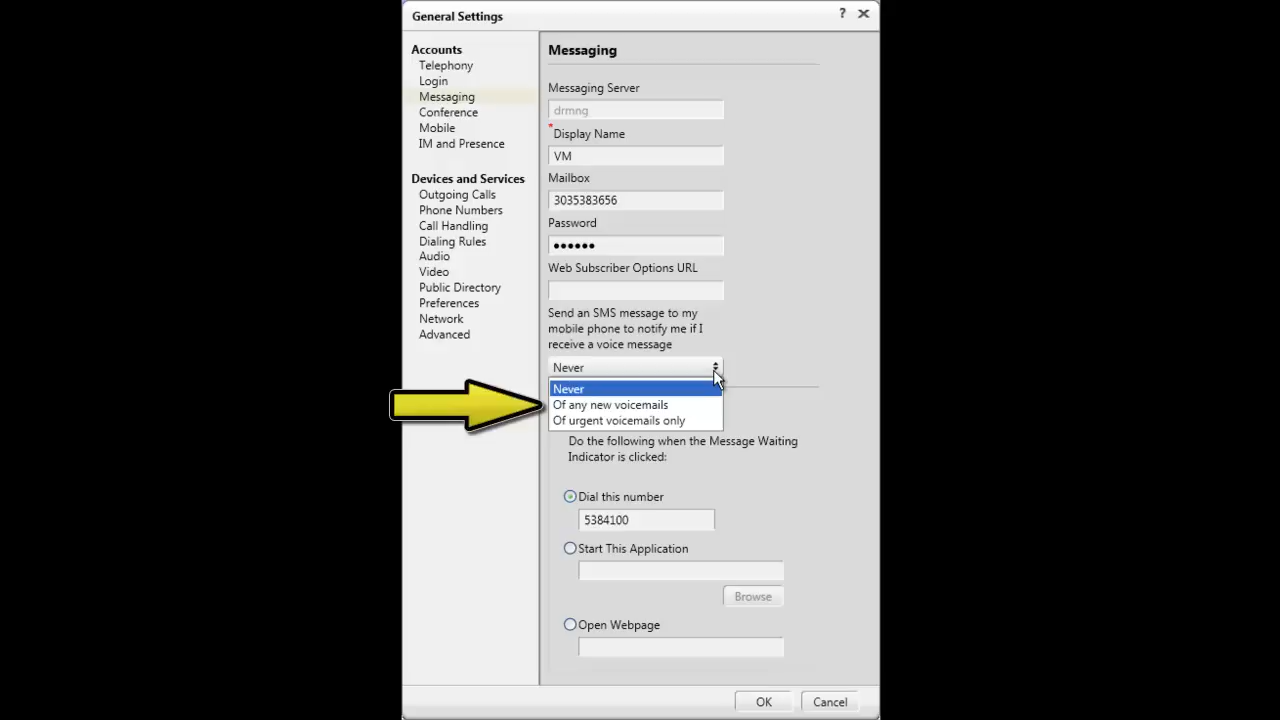 General Settings
?
Accounts
Telephony
Login
Messaging
Conference
Mobile
IM and Presence
Devices and Services
Outgoing Calls
Phone Numbers
Call Handling
Dialing Rules
Audio
Video
Public Directory
Preferences
Network
Advanced
Messaging
Messaging Server
drmng
*Display Name
VM
Mailbox
3035383656
Password
●●●●●●
Web Subscriber Options URL
Send an SMS message to my
mobile phone to notify me if I
receive a voice message
Never
Never
Of any new voicemails
Of urgent voicemails only
Do the following when the Message Waiting
Indicator is clicked:
Dial this number
5384100
Start This Application
Browse
Open Webpage
OK
Cancel